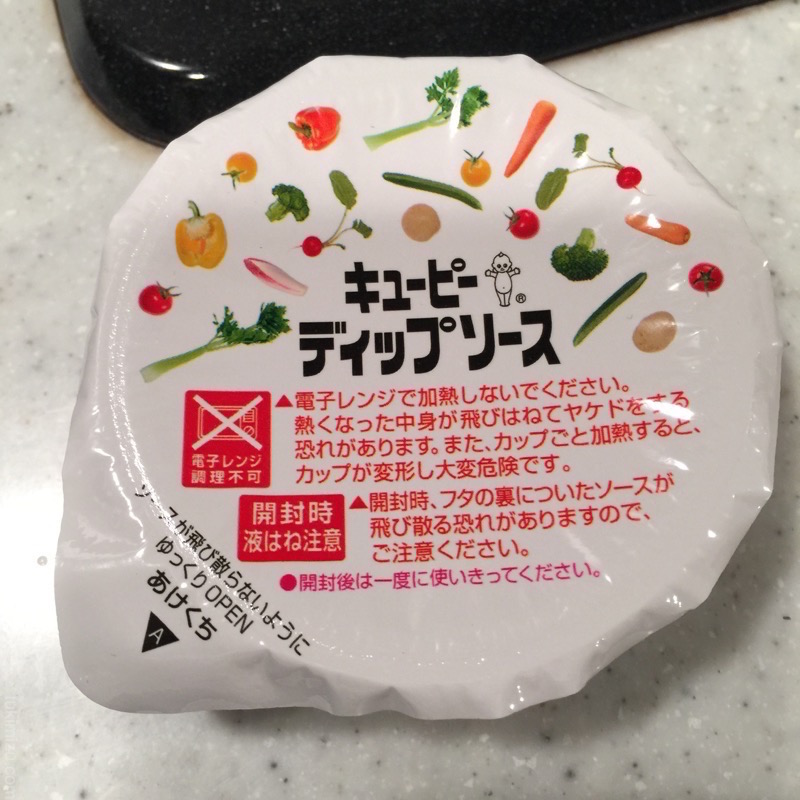 キューピー®
ディップソース
電子レンジ
調理不可
▲電子レンジで加熱しないでください。
熱くなった中身が飛びはねてヤケドをする
恐れがあります。また、カップごと加熱すると、
カップが変形し大変危険です。
開封時
液はね注意
▲開封時、フタの裏についたソースが
飛び散る恐れがありますので、
ご注意ください。
●開封後は一度に使いきってください。
ソースが飛び散らないように
ゆっくりOPEN
あけくち
A